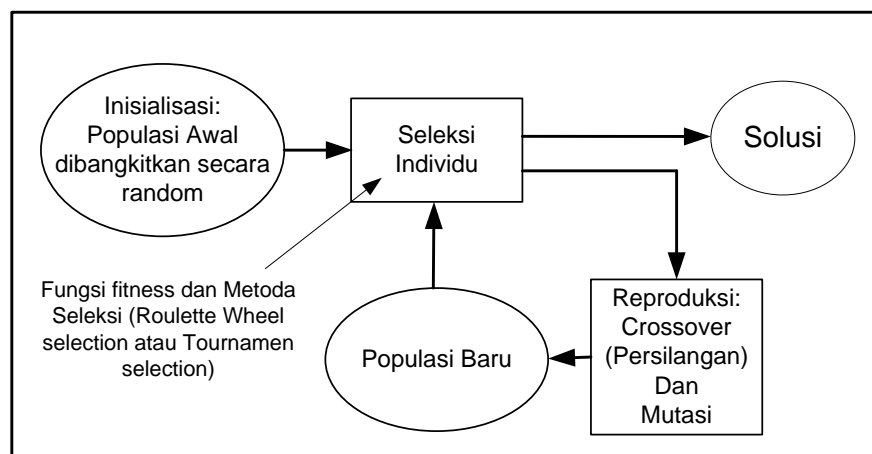 Inisialisasi:
Populasi Awal
dibangkitkan secara
random
Seleksi
Individu
Solusi
Fungsi fitness dan Metoda
Seleksi (Roulette Wheel
selection atau Tournamen
selection)
Populasi Baru
Reproduksi:
Crossover
(Persilangan)
Dan
Mutasi